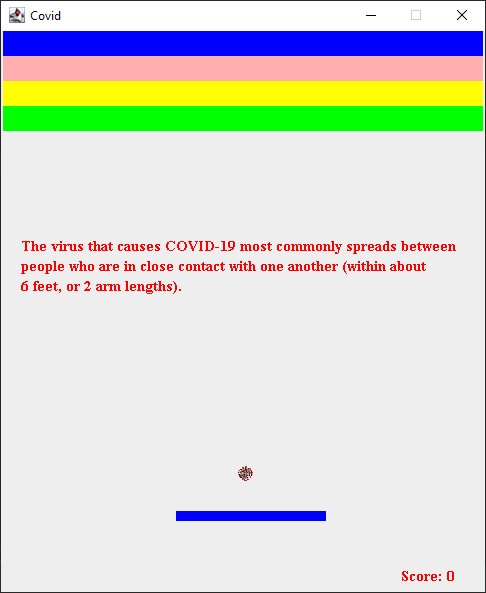 Covid
The virus that causes COVID-19 most commonly spreads between
people who are in close contact with one another (within about
6 feet, or 2 arm lengths).
Score: 0